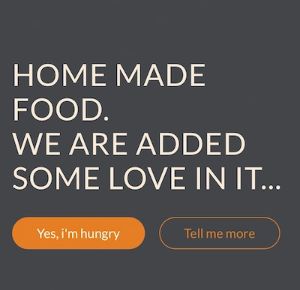 HOME MADE
FOOD.
WE ARE ADDED
SOME LOVE IN IT...
Yes, i'm hungry
Tell me more